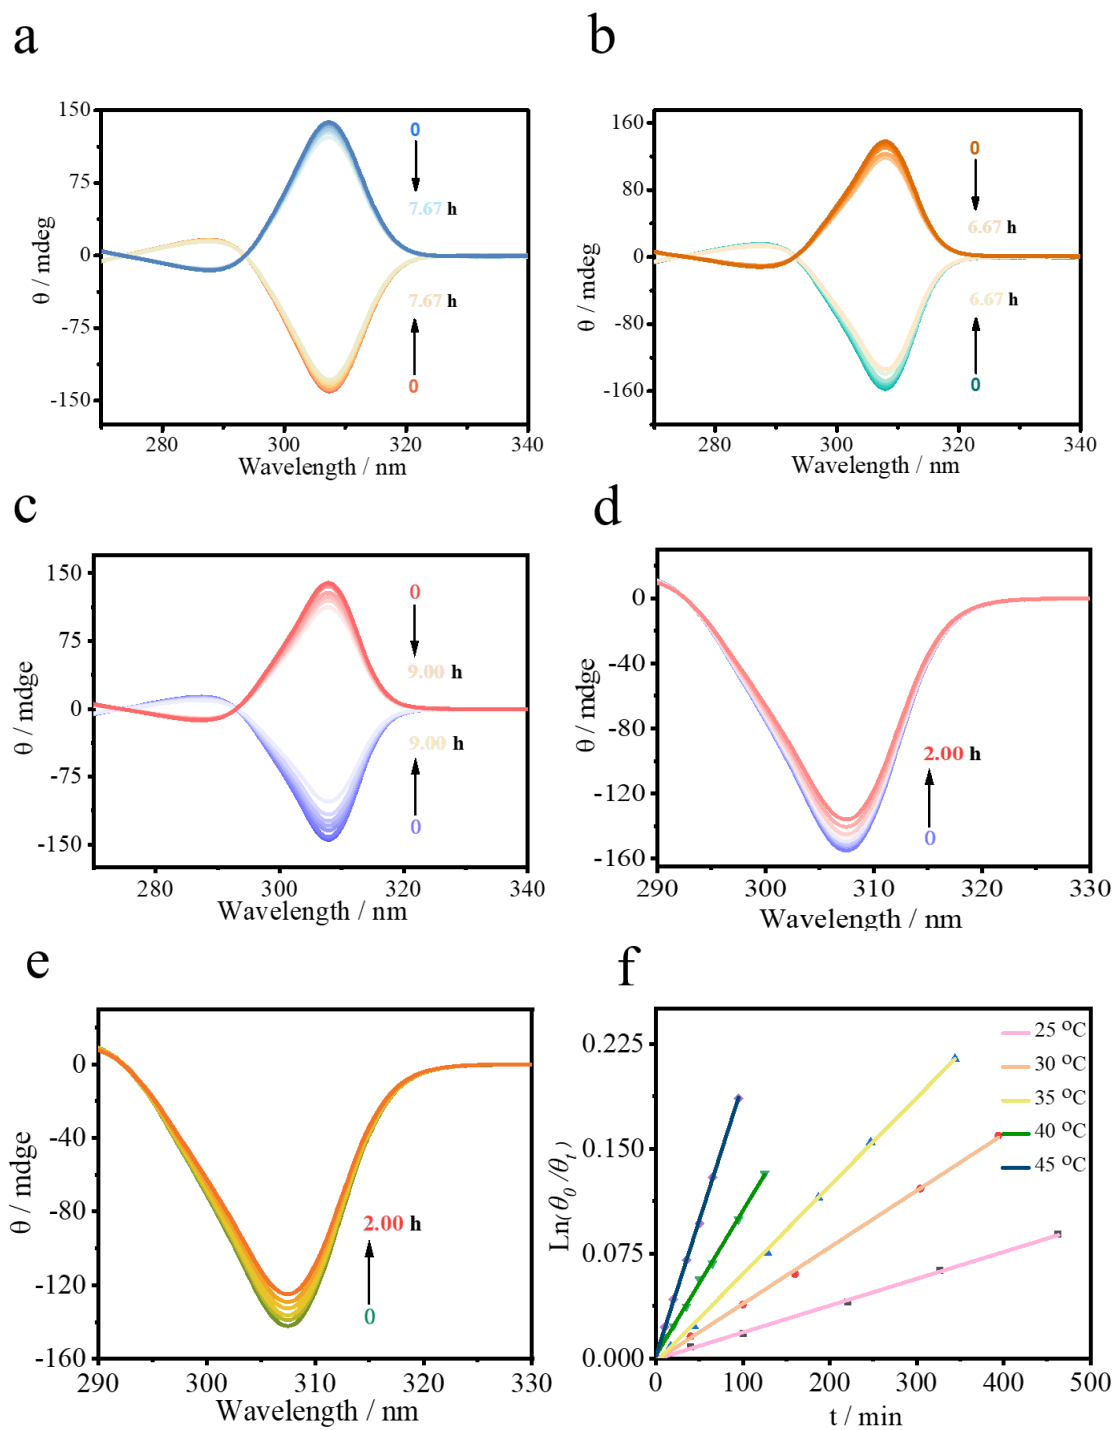 a
150
75
0
-75
-150
θ / mdeg
0
7.67 h
7.67 h
0
280
300
320
340
Wavelength / nm
b
160
80
0
-80
-160
θ / mdeg
0
6.67 h
6.67 h
0
280
300
320
340
Wavelength / nm
c
150
75
0
-75
-150
θ / mdge
0
9.00 h
9.00 h
0
280
300
320
340
Wavelength / nm
d
0
-40
-80
-120
-160
θ / mdge
2.00 h
0
290
300
310
320
330
Wavelength / nm
e
0
-40
-80
-120
-160
θ / mdge
2.00 h
0
290
300
310
320
330
Wavelength / nm
f
0.225
0.150
0.075
0.000
Ln(θ0/θt)
25 °C
30 °C
35 °C
40 °C
45 °C
0
100
200
300
400
500
t / min